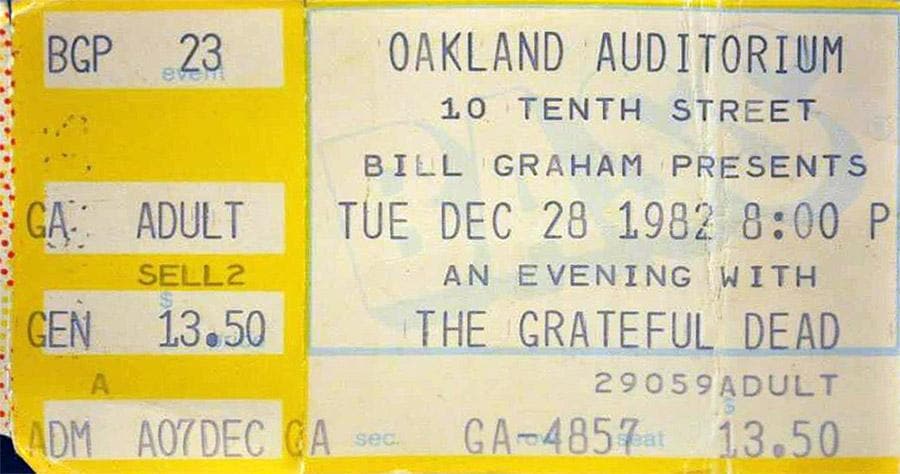 BGP 23
event
GA ADULT
SELL2
$
GEN 13.50
A
ADM A07DEC GA
OAKLAND AUDITORIUM
10 TENTH STREET
BILL GRAHAM PRESENTS
TUE DEC 28 1982 8:00 P
AN EVENING WITH
THE GRATEFUL DEAD
29059ADULT
$
sec. GA-4857 seat 13.50